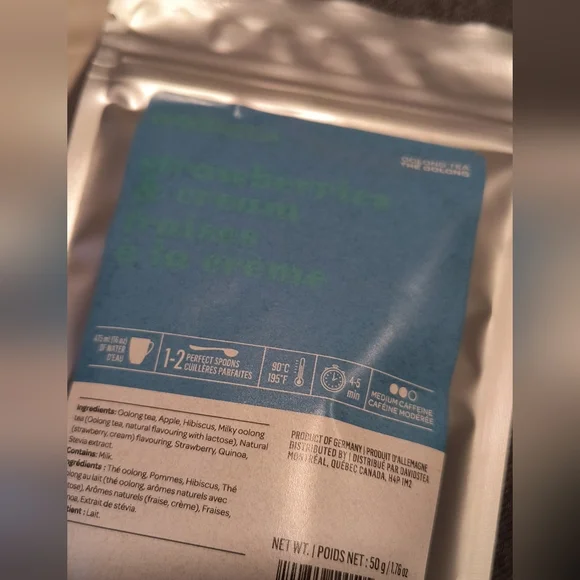 OOLONG TEA
THÉ OOLONG
strawberries
& cream
fraises
à la crème
475 ml (16 oz)
OF WATER
D'EAU
1-2 PERFECT SPOONS
CUILLÈRES PARFAITES
90°C
195°F
4-5
min
MEDIUM CAFFEINE
CAFÉINE MODÉRÉE
Ingredients: Oolong tea, Apple, Hibiscus, Milky oolong
tea (Oolong tea, natural flavouring with lactose), Natural
(strawberry, cream) flavouring, Strawberry, Quinoa,
Stevia extract.
Contains: Milk.
Ingrédients : Thé oolong, Pommes, Hibiscus, Thé
oolong au lait (thé oolong, arômes naturels avec
lactose), Arômes naturels (fraise, crème), Fraises,
Quinoa, Extrait de stévia.
Contient : Lait.
PRODUCT OF GERMANY | PRODUIT D'ALLEMAGNE
DISTRIBUTED BY | DISTRIBUÉ PAR DAVIDSTEA
MONTRÉAL, QUÉBEC CANADA, H4P 1M2
NET WT. | POIDS NET : 50 g / 1.76 oz